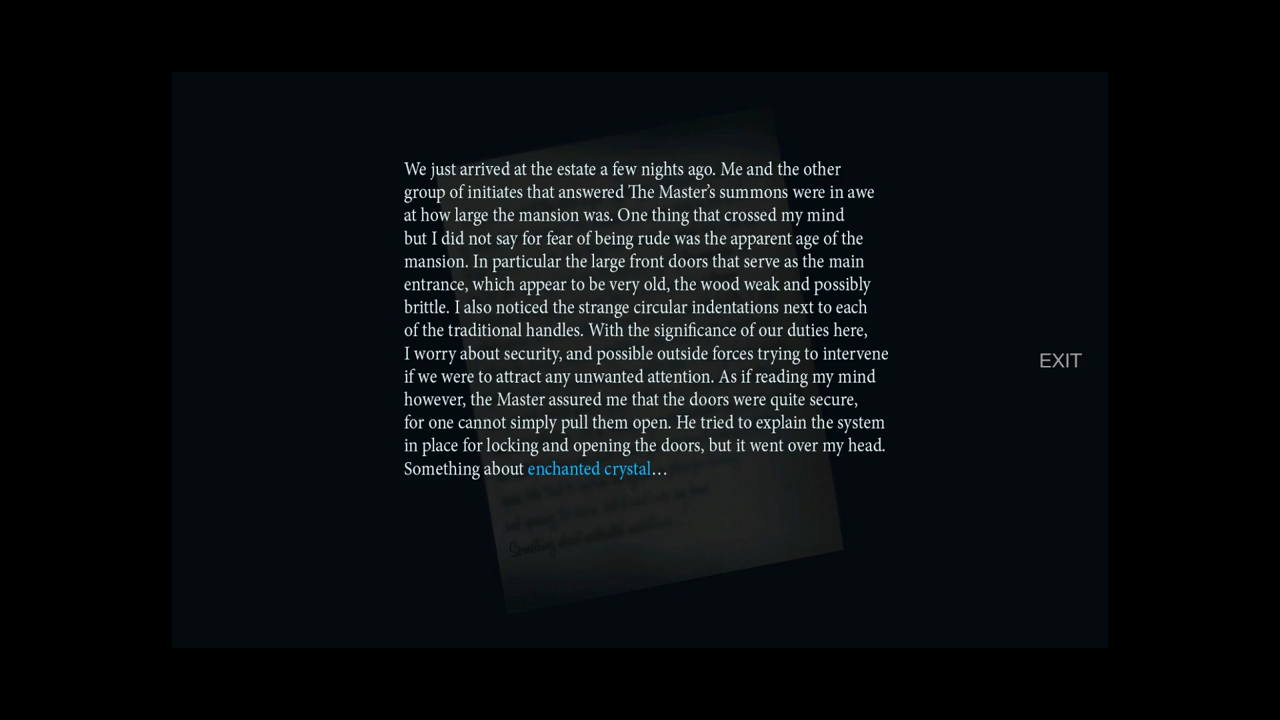 We just arrived at the estate a few nights ago. Me and the other
group of initiates that answered The Master’s summons were in awe
at how large the mansion was. One thing that crossed my mind
but I did not say for fear of being rude was the apparent age of the
mansion. In particular the large front doors that serve as the main
entrance, which appear to be very old, the wood weak and possibly
brittle. I also noticed the strange circular indentations next to each
of the traditional handles. With the significance of our duties here,
I worry about security, and possible outside forces trying to intervene
if we were to attract any unwanted attention. As if reading my mind
however, the Master assured me that the doors were quite secure,
for one cannot simply pull them open. He tried to explain the system
in place for locking and opening the doors, but it went over my head.
Something about enchanted crystal…
EXIT